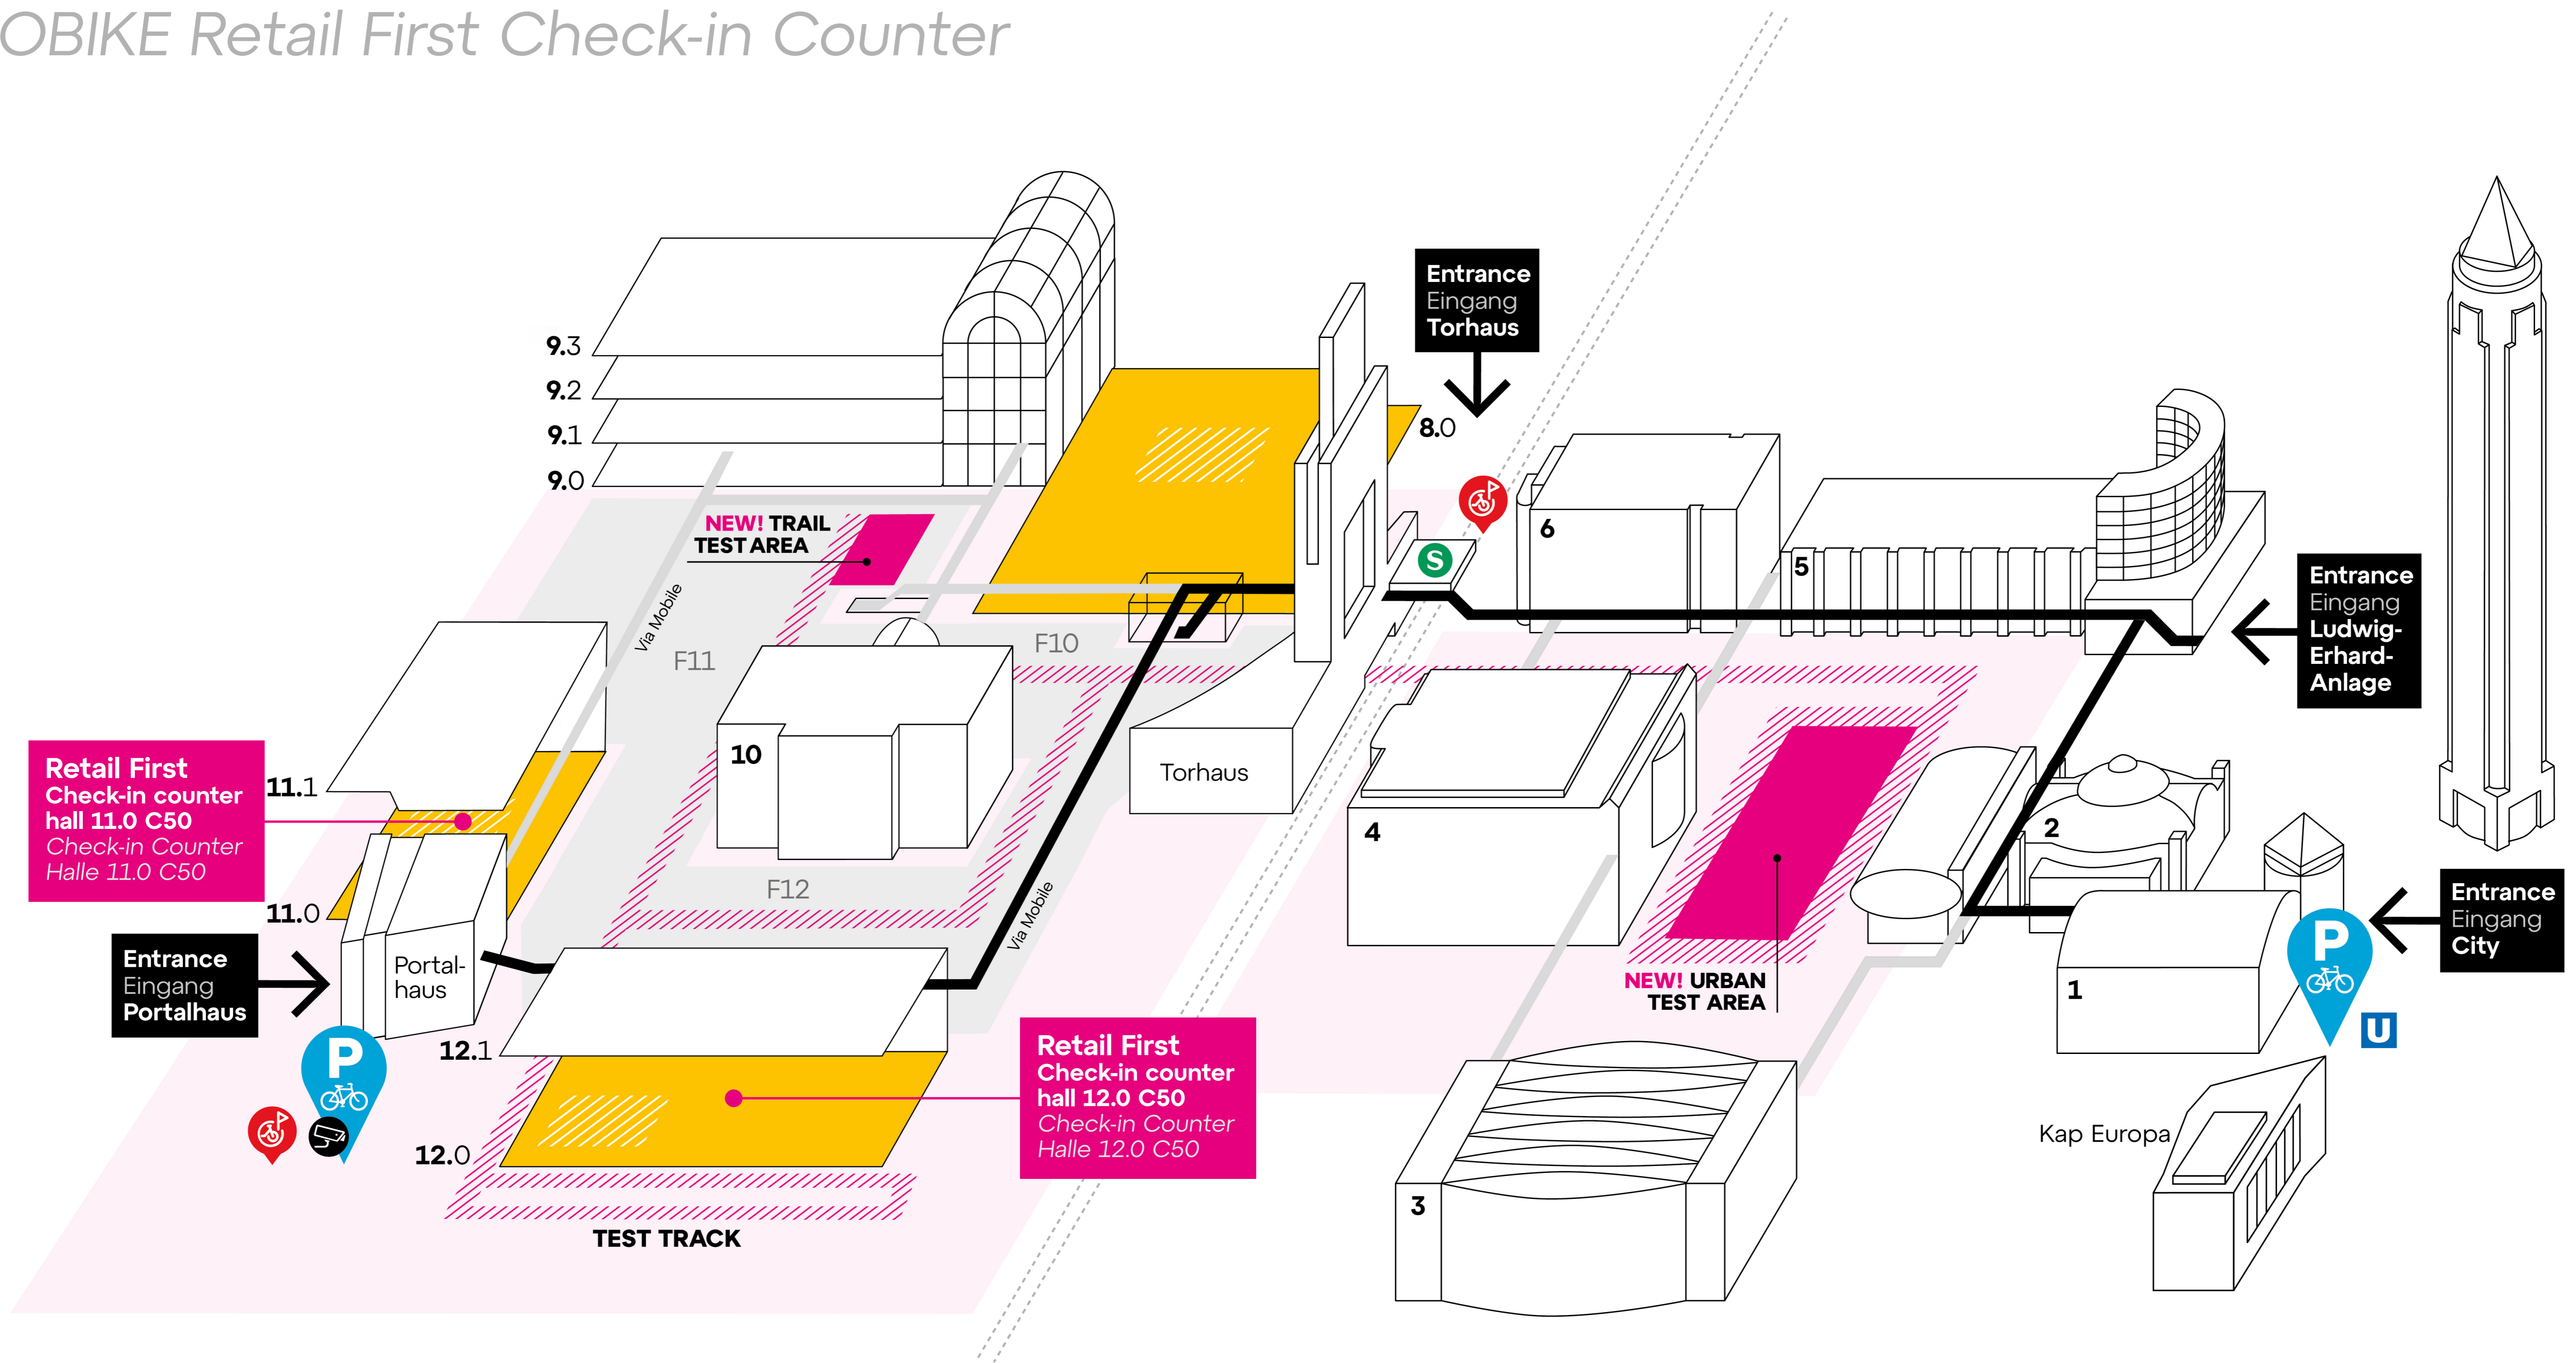 OBIKE Retail First Check-in Counter
Entrance
Eingang
Torhaus
9.3
9.2
9.1
9.0
8.0
NEW! TRAIL
TEST AREA
S
6
5
Entrance
Eingang
Ludwig-
Erhard-
Anlage
Via Mobile
F11
F10
10
Torhaus
Retail First
Check-in counter
hall 11.0 C50
Check-in Counter
Halle 11.0 C50
11.1
11.0
4
2
F12
Via Mobile
Entrance
Eingang
Portalhaus
Portal-
haus
NEW! URBAN
TEST AREA
1
P
Entrance
Eingang
City
U
P
12.1
12.0
Retail First
Check-in counter
hall 12.0 C50
Check-in Counter
Halle 12.0 C50
Kap Europa
3
TEST TRACK